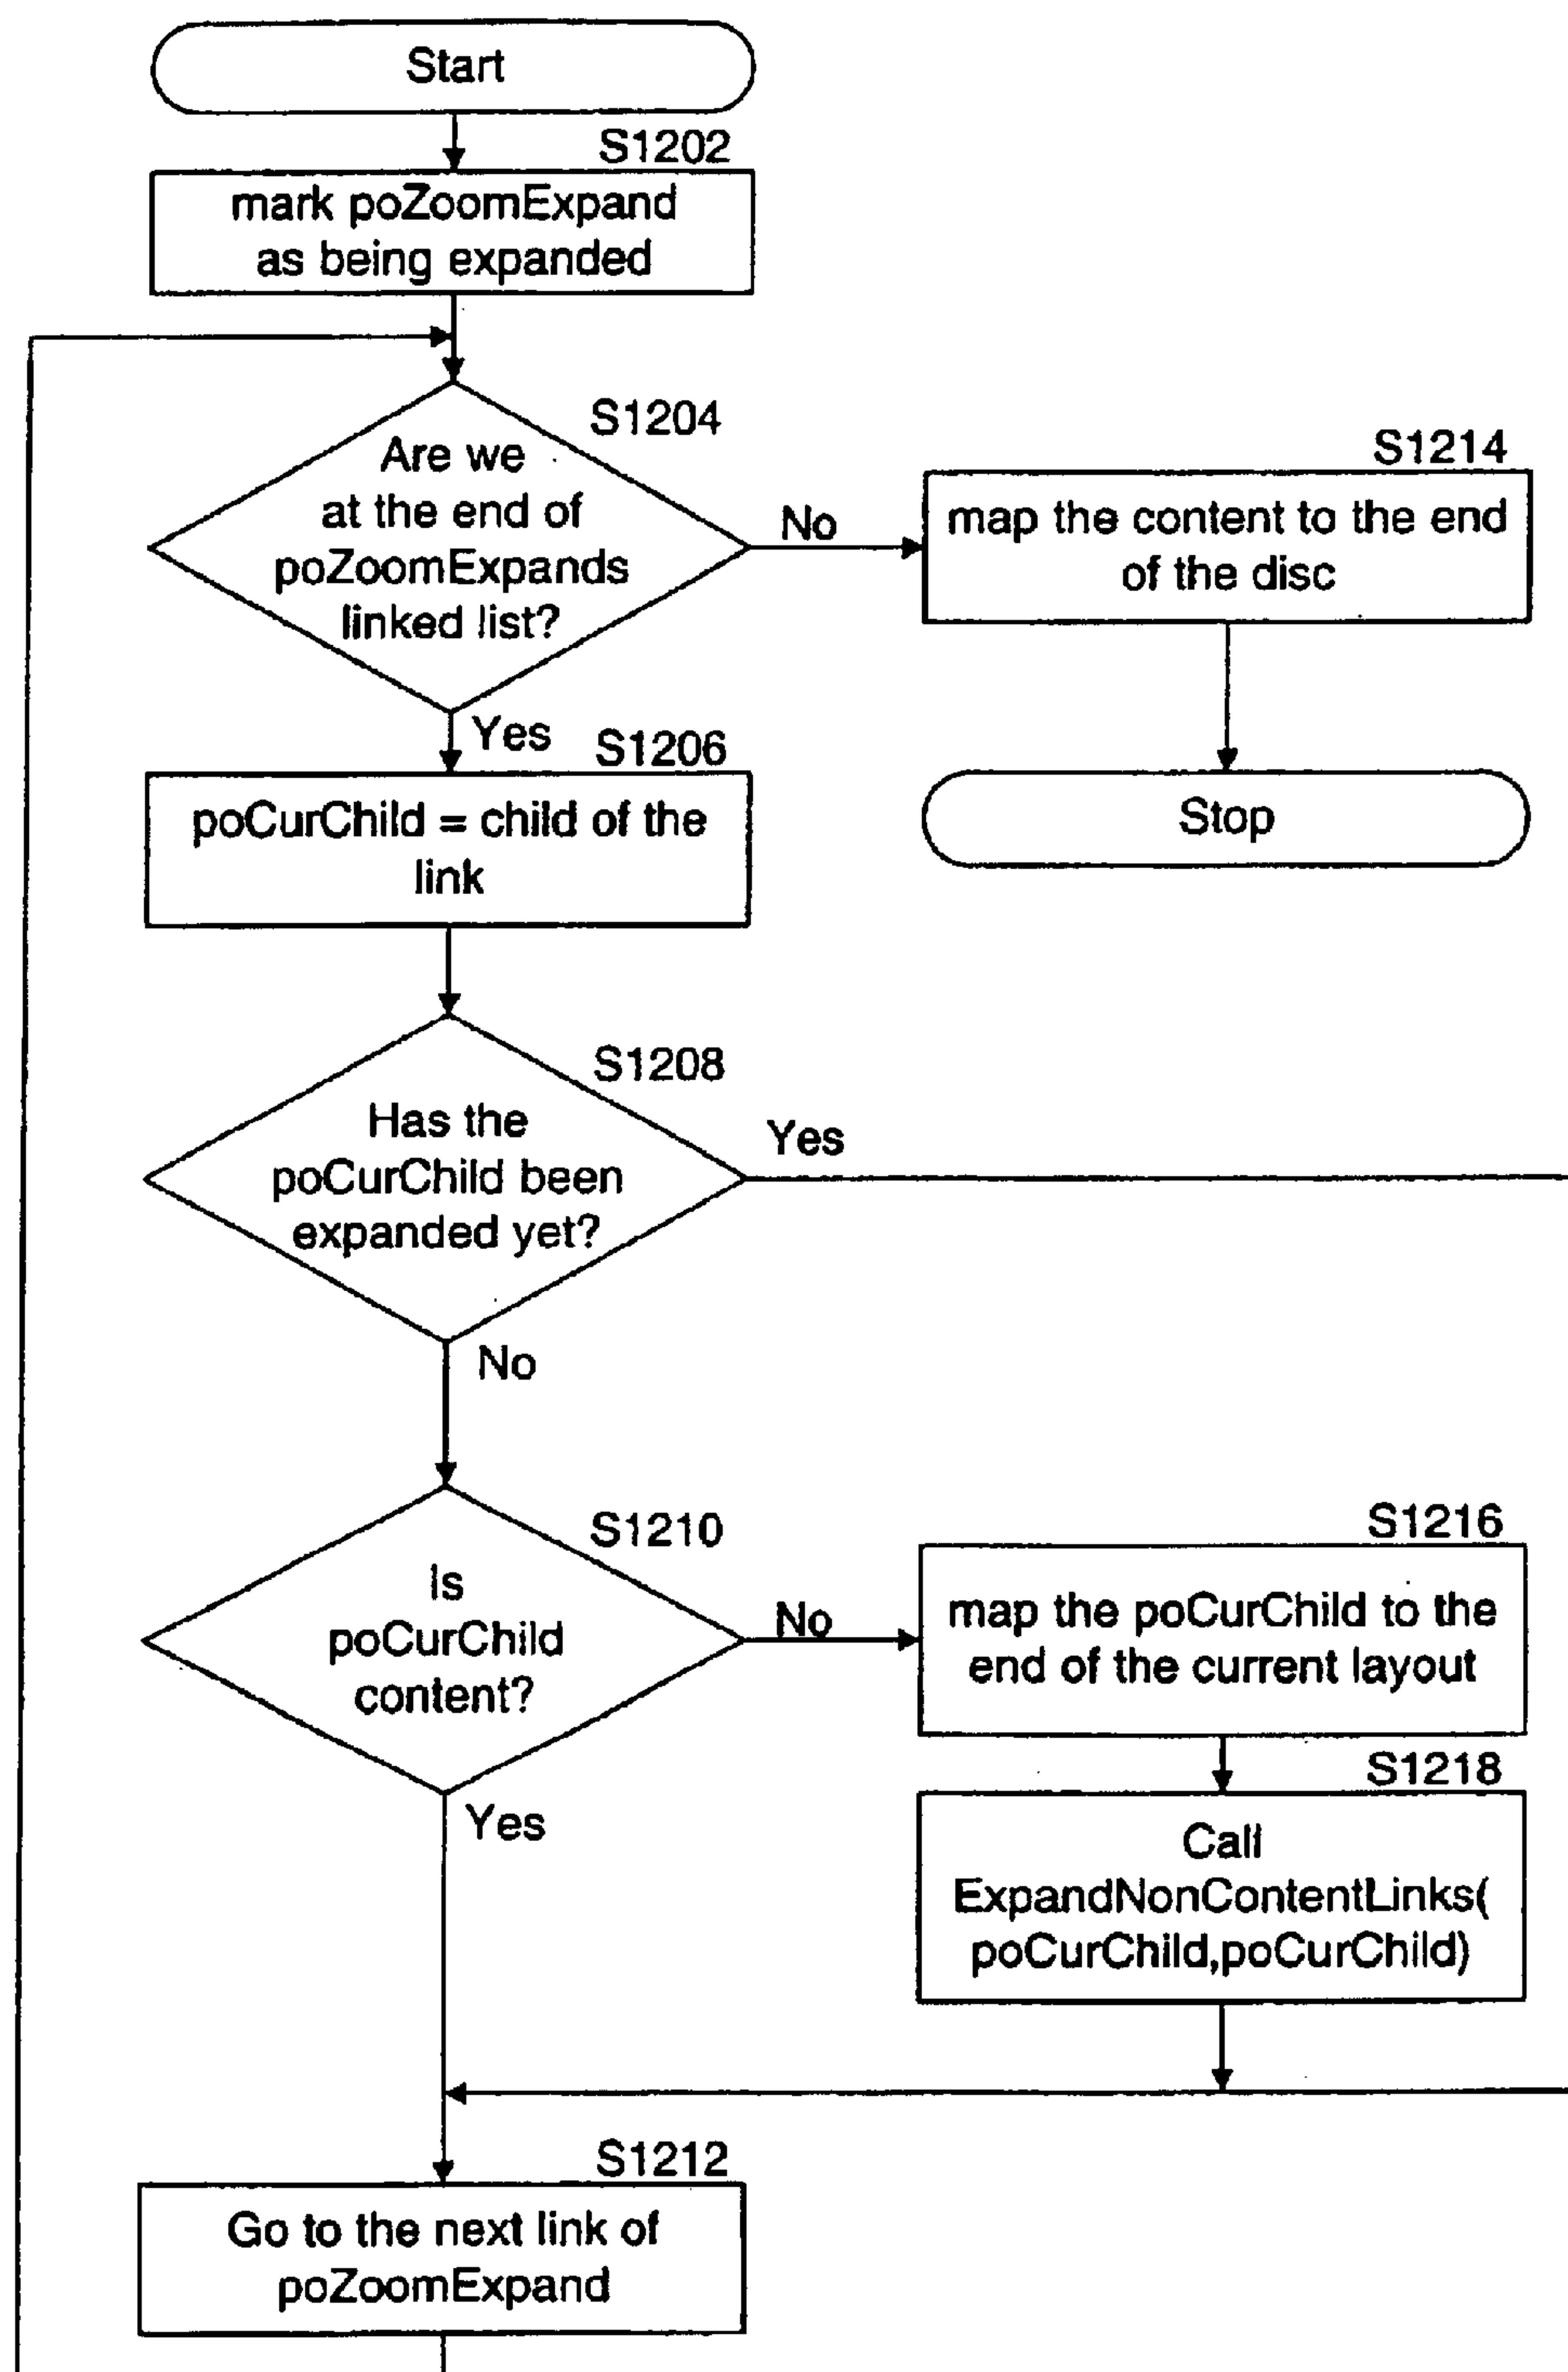 Start
S1202
mark poZoomExpand
as being expanded
S1204
Are we
at the end of
poZoomExpands
linked list?
No
S1214
map the content to the end
of the disc
Yes
Stop
S1206
poCurChild = child of the
link
S1208
Has the
poCurChild been
expanded yet?
Yes
No
S1210
Is
poCurChild
content?
No
S1216
map the poCurChild to the
end of the current layout
Yes
S1218
Call
ExpandNonContentLinks(
poCurChild,poCurChild)
S1212
Go to the next link of
poZoomExpand